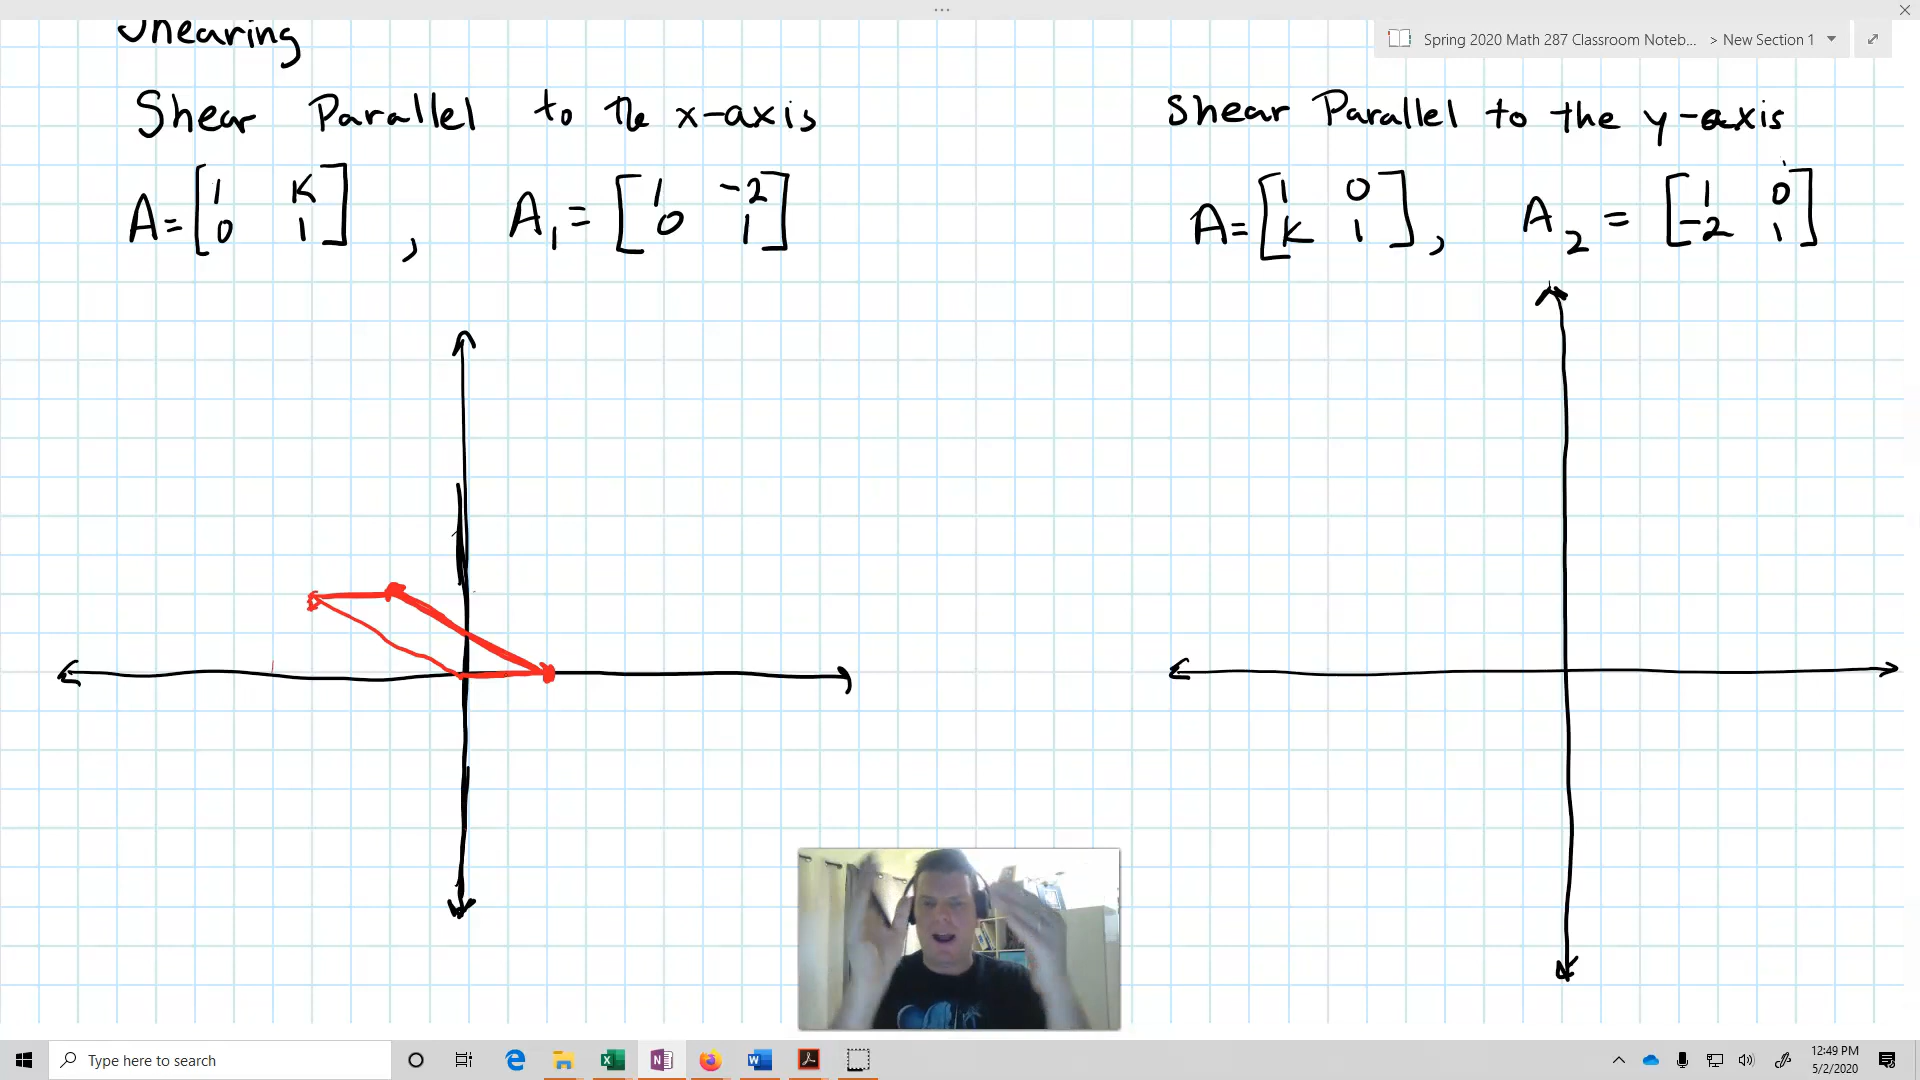 Shearing
Spring 2020 Math 287 Classroom Noteb... > New Section 1
Shear Parallel to the x-axis
A = [1 K
0 1] , A₁ = [1 -2
0 1]
Shear Parallel to the y-axis
A = [1 0
K 1] , A₂ = [1 0
-2 1]
Type here to search
12:49 PM
5/2/2020